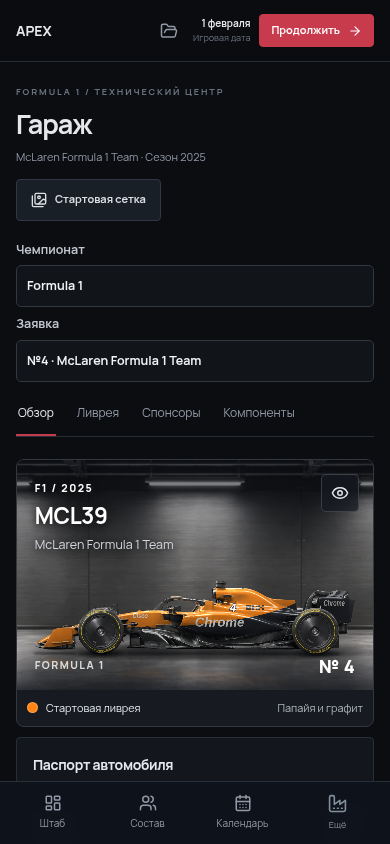 APEX
1 февраля
Игровая дата
Продолжить
FORMULA 1 / ТЕХНИЧЕСКИЙ ЦЕНТР
Гараж
McLaren Formula 1 Team · Сезон 2025
Стартовая сетка
Чемпионат
Formula 1
Заявка
№4 · McLaren Formula 1 Team
Обзор
Ливрея
Спонсоры
Компоненты
F1 / 2025
MCL39
McLaren Formula 1 Team
Chrome
4
Chrome
FORMULA 1
№ 4
Стартовая ливрея
Папайя и графит
Паспорт автомобиля
Штаб
Состав
Календарь
Ещё